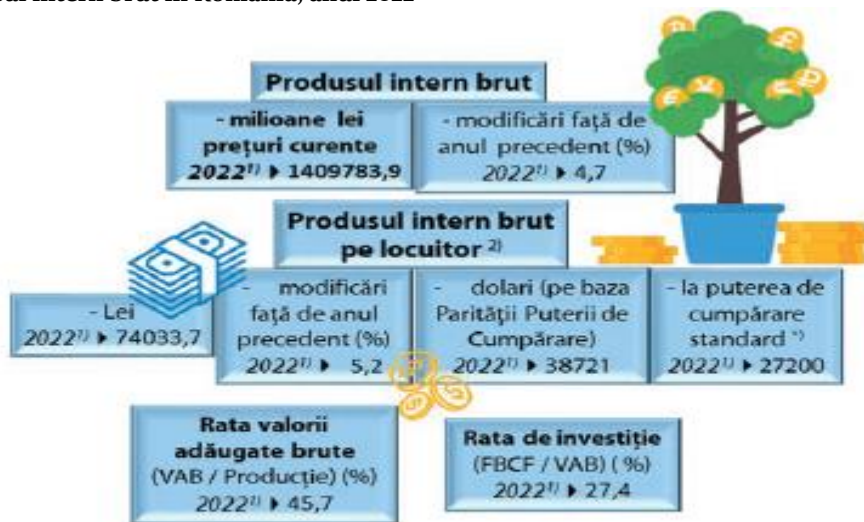 Produsul intern brut
- milioane lei
prețuri curente
2022¹⁾ ▸ 1409783,9
- modificări față de
anul precedent (%)
2022¹⁾ ▸ 4,7
Produsul intern brut
pe locuitor ²⁾
- Lei
2022¹⁾ ▸ 74033,7
- modificări
față de anul
precedent (%)
2022¹⁾ ▸ 5,2
- dolari (pe baza
Parității Puterii de
Cumpărare)
2022¹⁾ ▸ 38721
- la puterea de
cumpărare
standard *⁾
2022¹⁾ ▸ 27200
Rata valorii
adăugate brute
(VAB / Producție) (%)
2022¹⁾ ▸ 45,7
Rata de investiție
(FBCF / VAB) ( %)
2022¹⁾ ▸ 27,4